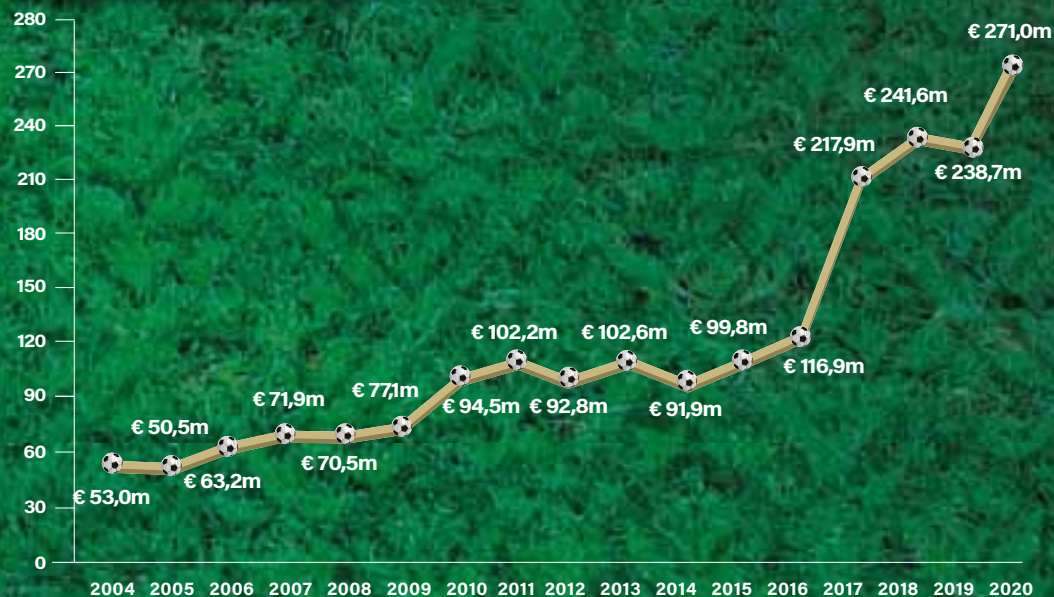 280
270
240
210
180
150
120
90
60
30
0
€ 53,0m
€ 50,5m
€ 63,2m
€ 71,9m
€ 70,5m
€ 77,1m
€ 94,5m
€ 102,2m
€ 92,8m
€ 102,6m
€ 91,9m
€ 99,8m
€ 116,9m
€ 217,9m
€ 241,6m
€ 238,7m
€ 271,0m
2004 2005 2006 2007 2008 2009 2010 2011 2012 2013 2014 2015 2016 2017 2018 2019 2020